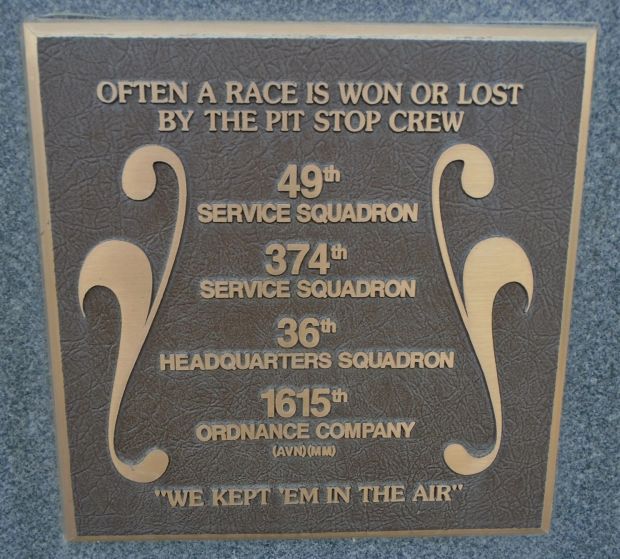 OFTEN A RACE IS WON OR LOST
BY THE PIT STOP CREW
49th
SERVICE SQUADRON
374th
SERVICE SQUADRON
36th
HEADQUARTERS SQUADRON
1615th
ORDNANCE COMPANY
(AVN)(MM)
"WE KEPT 'EM IN THE AIR"